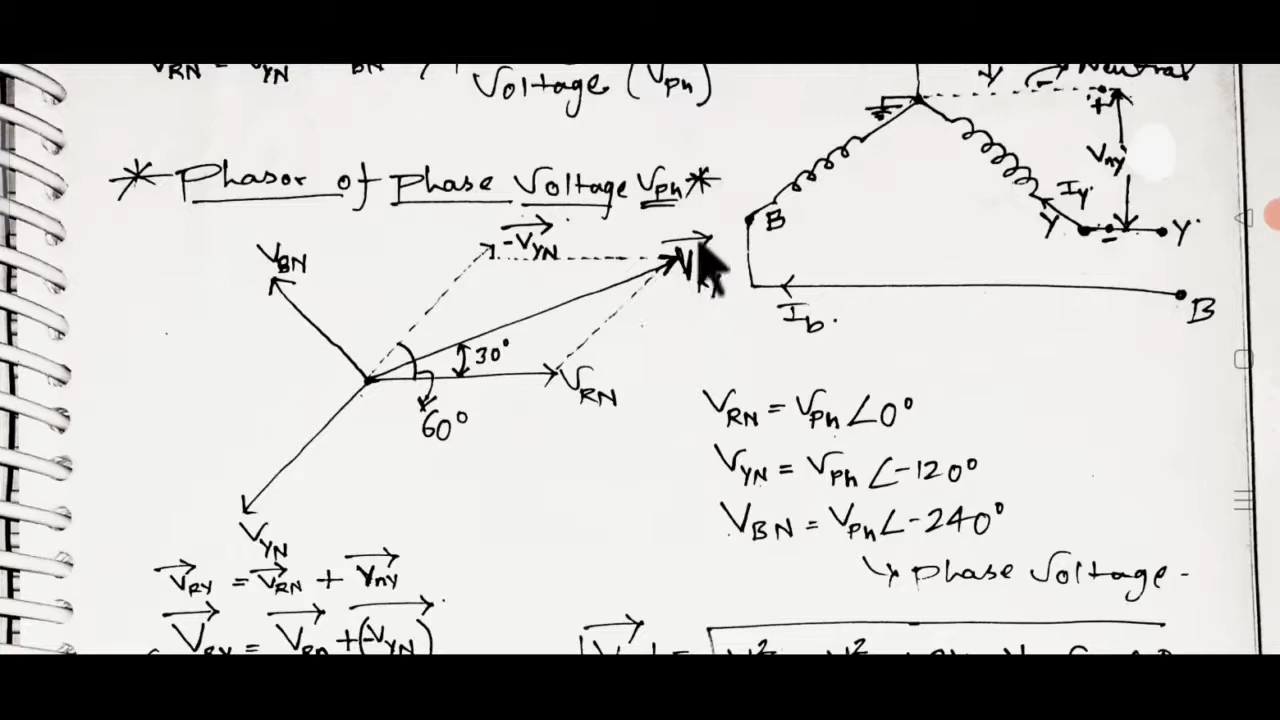 Voltage (Vph)
Neutral
* Phasor of phase Voltage Vph *
+
Vny
Iy
B
Y
-
Y
-VYN
VBN
30°
VRN
60°
VYN
Ib.
B
VRN = Vph∠0°
VYN = Vph∠-120°
VBN = Vph∠-240°
↳ phase Voltage -
VRY = VRN + Vny
VRY = VRN + (-VYN)